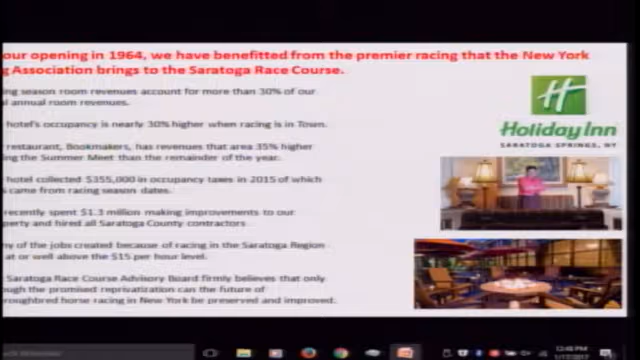 our opening in 1964, we have benefitted from the premier racing that the New York
g Association brings to the Saratoga Race Course.
ing season room revenues account for more than 30% of our
annual room revenues.
hotel's occupancy is nearly 30% higher when racing is in Town.
restaurant, Bookmakers, has revenues that area 35% higher
ing the Summer Meet than the remainder of the year.
hotel collected $355,000 in occupancy taxes in 2015 of which
came from racing season dates.
recently spent $1.3 million making improvements to our
perty and hired all Saratoga County contractors
ny of the jobs created because of racing in the Saratoga Region
at or well above the $15 per hour level.
Saratoga Race Course Advisory Board firmly believes that only
ough the promised reprivatization can the future of
roughbred horse racing in New York be preserved and improved.
H
Holiday Inn
SARATOGA SPRINGS, NY
12:48 PM
1/17/2017